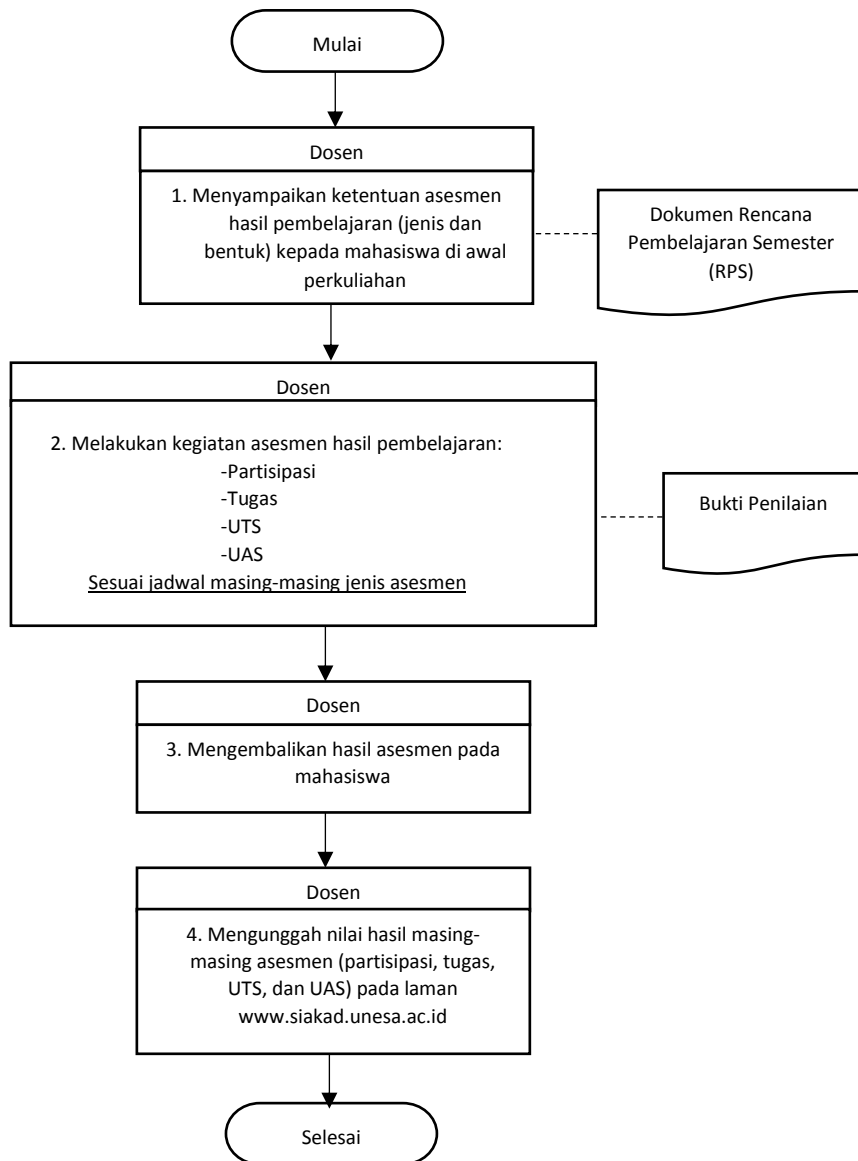 Mulai
Dosen
1. Menyampaikan ketentuan asesmen
hasil pembelajaran (jenis dan
bentuk) kepada mahasiswa di awal
perkuliahan
Dokumen Rencana
Pembelajaran Semester
(RPS)
Dosen
2. Melakukan kegiatan asesmen hasil pembelajaran:
-Partisipasi
-Tugas
-UTS
-UAS
Sesuai jadwal masing-masing jenis asesmen
Bukti Penilaian
Dosen
3. Mengembalikan hasil asesmen pada
mahasiswa
Dosen
4. Mengunggah nilai hasil masing-
masing asesmen (partisipasi, tugas,
UTS, dan UAS) pada laman
www.siakad.unesa.ac.id
Selesai